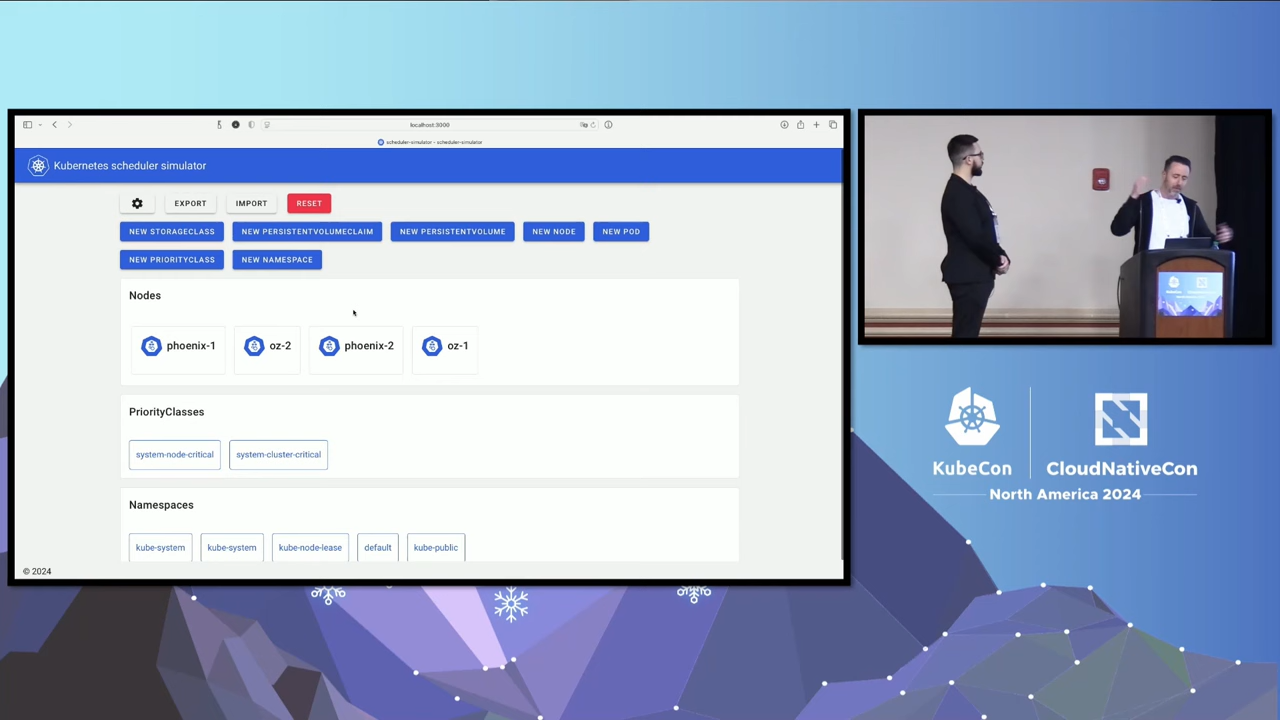 localhost:3000
scheduler-simulator - scheduler-simulator
Kubernetes scheduler simulator
EXPORT IMPORT RESET
NEW STORAGECLASS NEW PERSISTENTVOLUMECLAIM NEW PERSISTENTVOLUME NEW NODE NEW POD
NEW PRIORITYCLASS NEW NAMESPACE
Nodes
phoenix-1 oz-2 phoenix-2 oz-1
PriorityClasses
system-node-critical system-cluster-critical
Namespaces
kube-system kube-system kube-node-lease default kube-public
© 2024
KubeCon CloudNativeCon
North America 2024